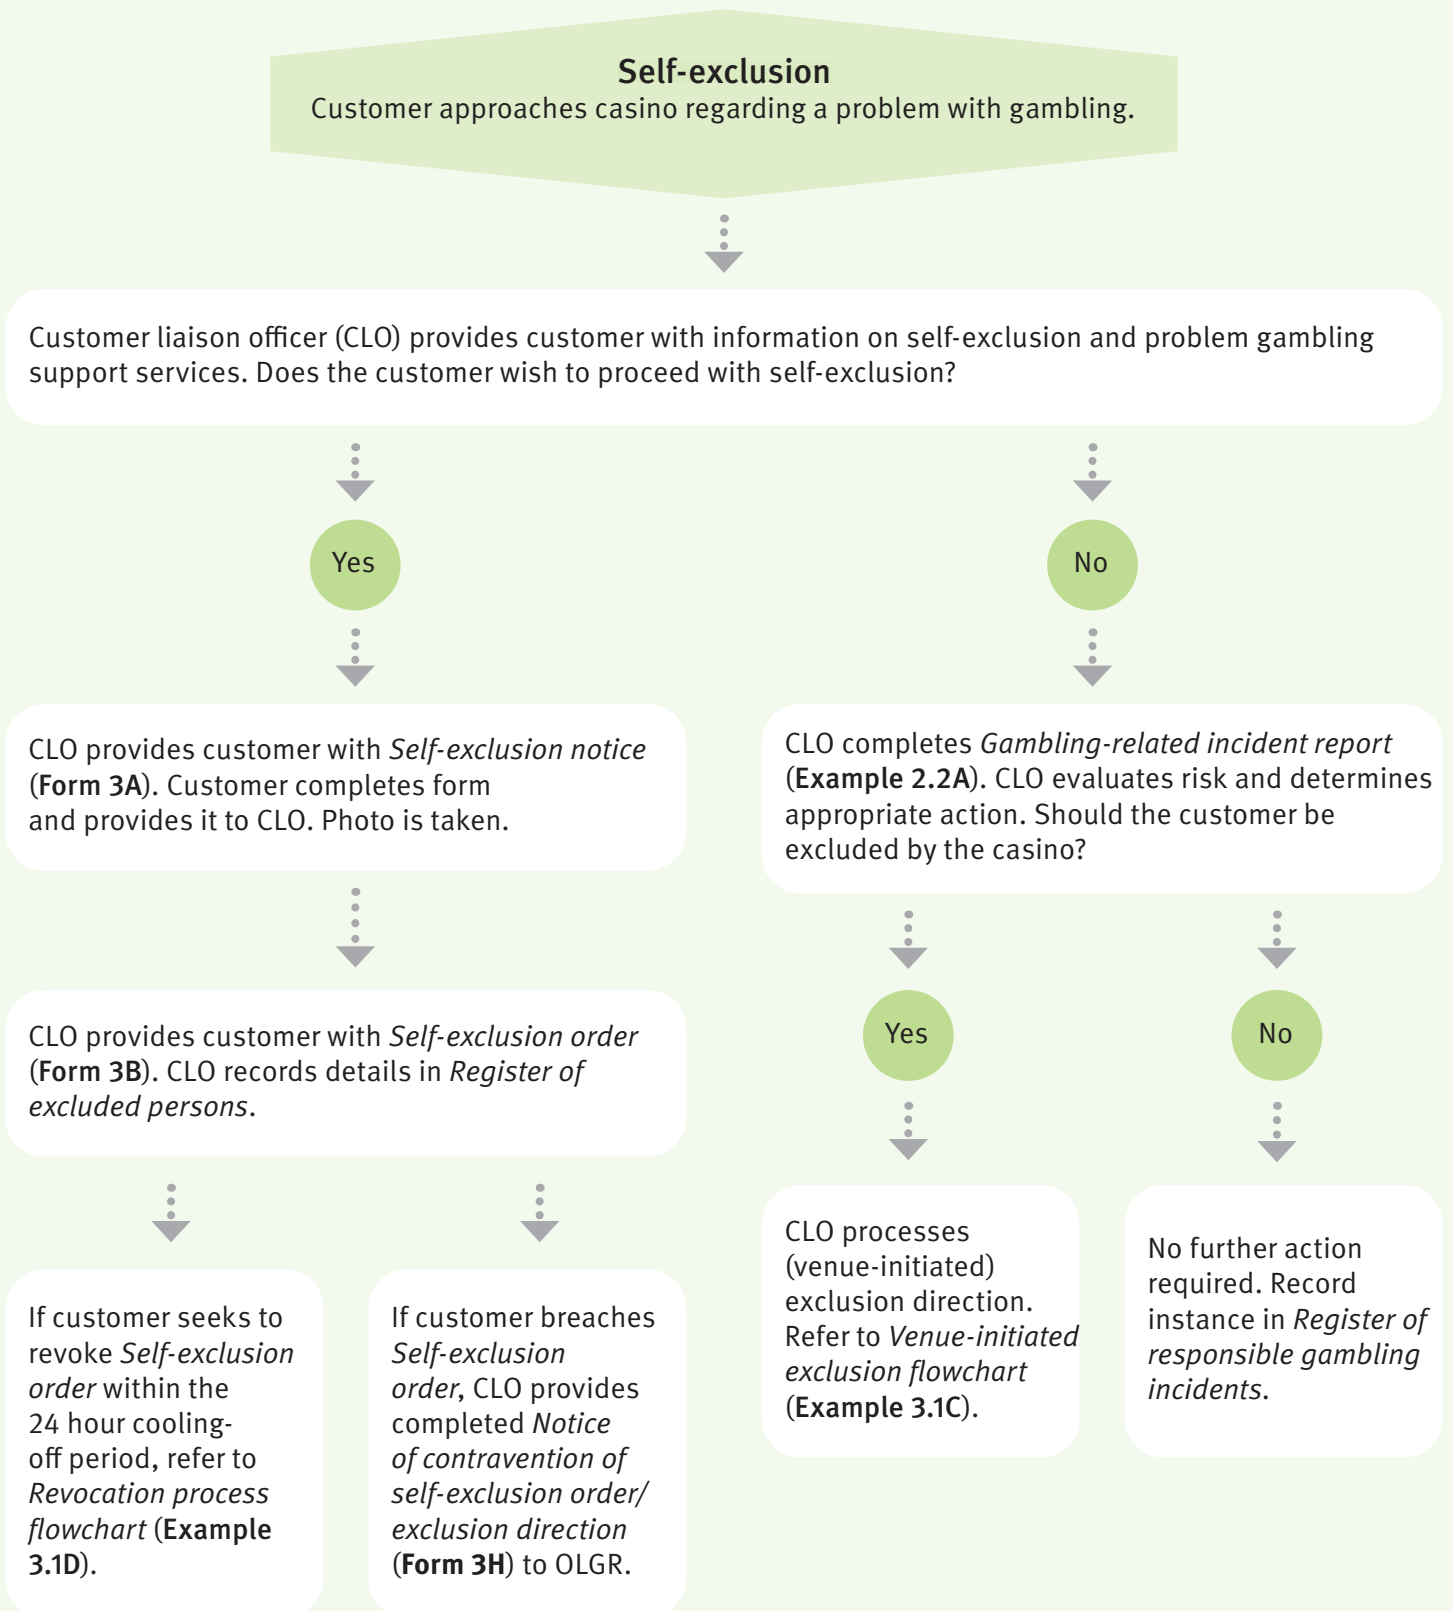 Self-exclusion
Customer approaches casino regarding a problem with gambling.
Customer liaison officer (CLO) provides customer with information on self-exclusion and problem gambling
support services. Does the customer wish to proceed with self-exclusion?
Yes
No
CLO provides customer with Self-exclusion notice
(Form 3A). Customer completes form
and provides it to CLO. Photo is taken.
CLO completes Gambling-related incident report
(Example 2.2A). CLO evaluates risk and determines
appropriate action. Should the customer be
excluded by the casino?
CLO provides customer with Self-exclusion order
(Form 3B). CLO records details in Register of
excluded persons.
Yes
No
If customer seeks to
revoke Self-exclusion
order within the
24 hour cooling-
off period, refer to
Revocation process
flowchart (Example
3.1D).
If customer breaches
Self-exclusion
order, CLO provides
completed Notice
of contravention of
self-exclusion order/
exclusion direction
(Form 3H) to OLGR.
CLO processes
(venue-initiated)
exclusion direction.
Refer to Venue-initiated
exclusion flowchart
(Example 3.1C).
No further action
required. Record
instance in Register of
responsible gambling
incidents.